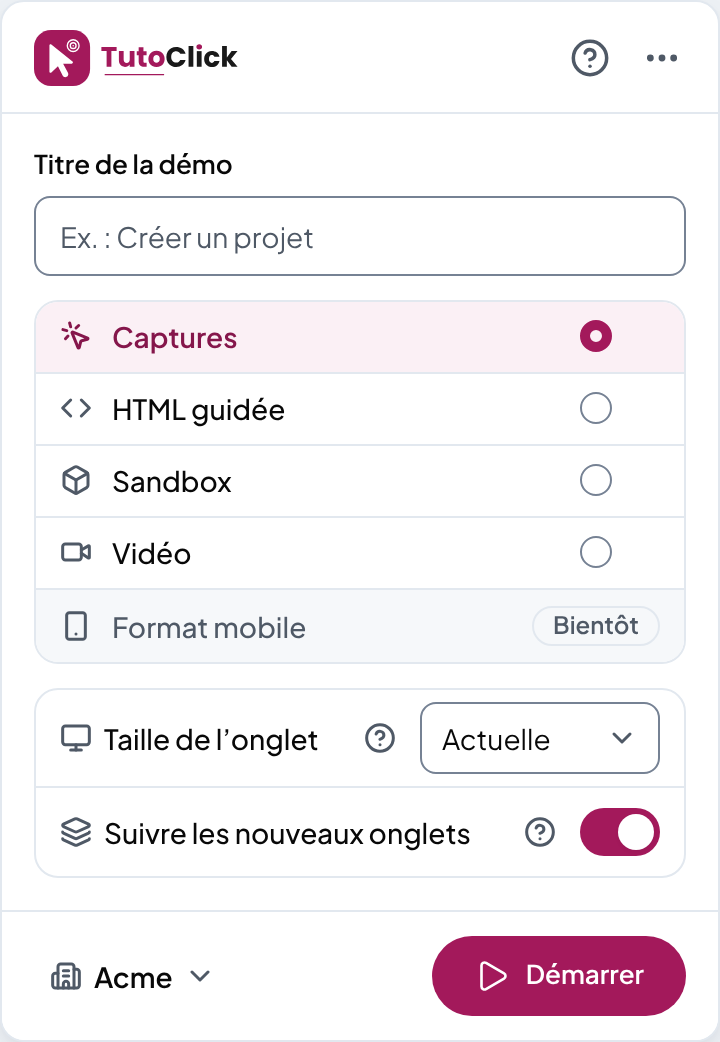 TutoClick
Titre de la démo
Ex. : Créer un projet
Captures
HTML guidée
Sandbox
Vidéo
Format mobile Bientôt
Taille de l’onglet Actuelle
Suivre les nouveaux onglets
Acme Démarrer